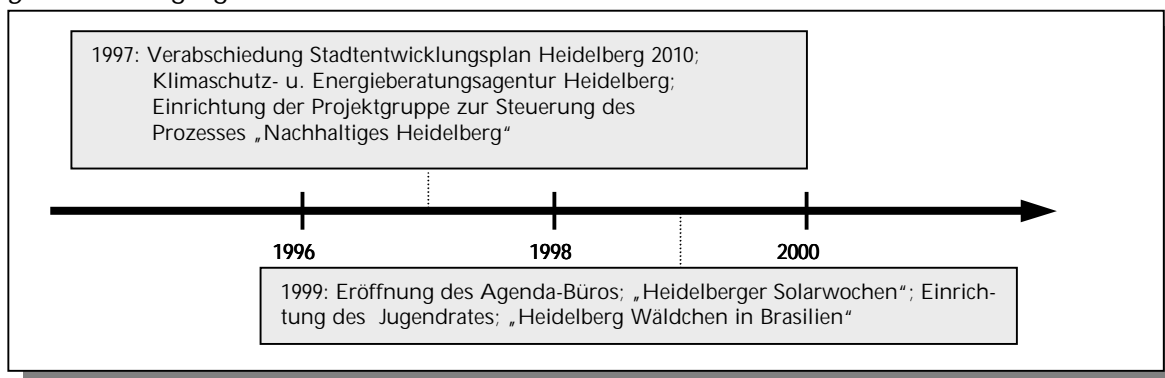 1997: Verabschiedung Stadtentwicklungsplan Heidelberg 2010;
Klimaschutz- u. Energieberatungsagentur Heidelberg;
Einrichtung der Projektgruppe zur Steuerung des
Prozesses „Nachhaltiges Heidelberg“
1996 1998 2000
1999: Eröffnung des Agenda-Büros; „Heidelberger Solarwochen“; Einrich-
tung des Jugendrates; „Heidelberg Wäldchen in Brasilien“